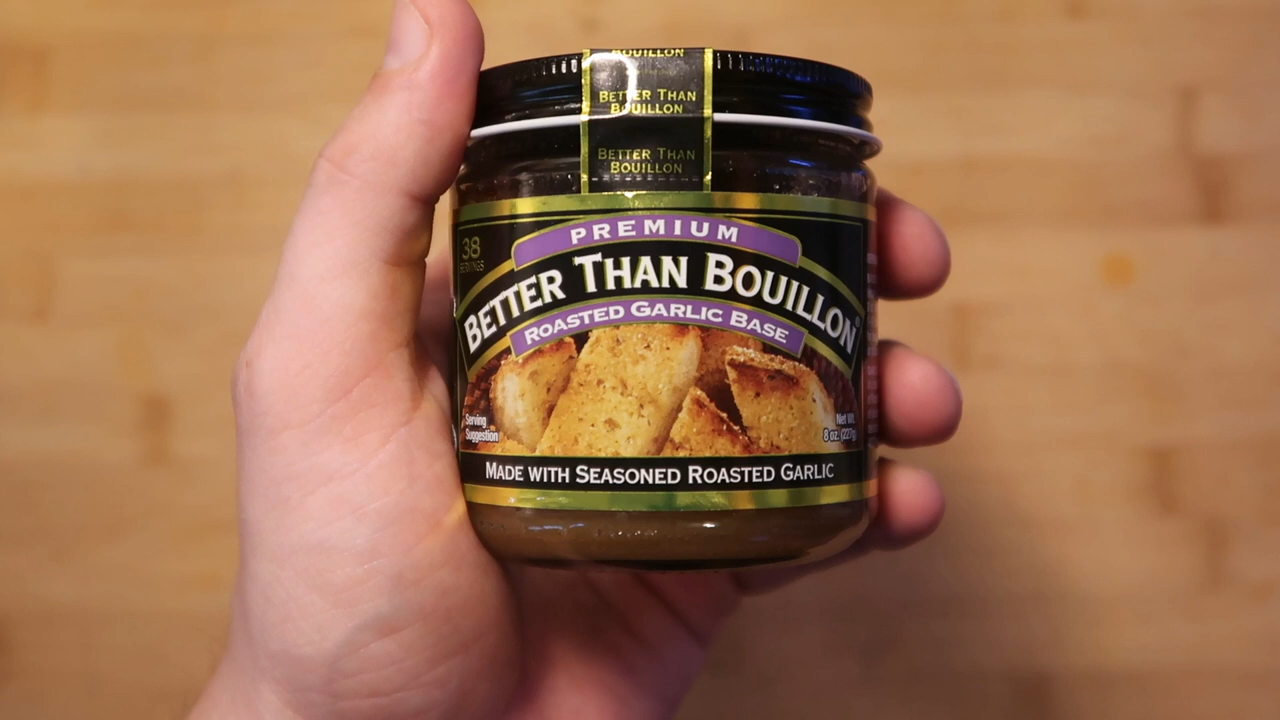 BOUILLON
BETTER THAN
BOUILLON
BETTER THAN
BOUILLON
38
SERVINGS
PREMIUM
BETTER THAN BOUILLON®
ROASTED GARLIC BASE
Serving
Suggestion
Net Wt.
8 oz. (227g)
MADE WITH SEASONED ROASTED GARLIC